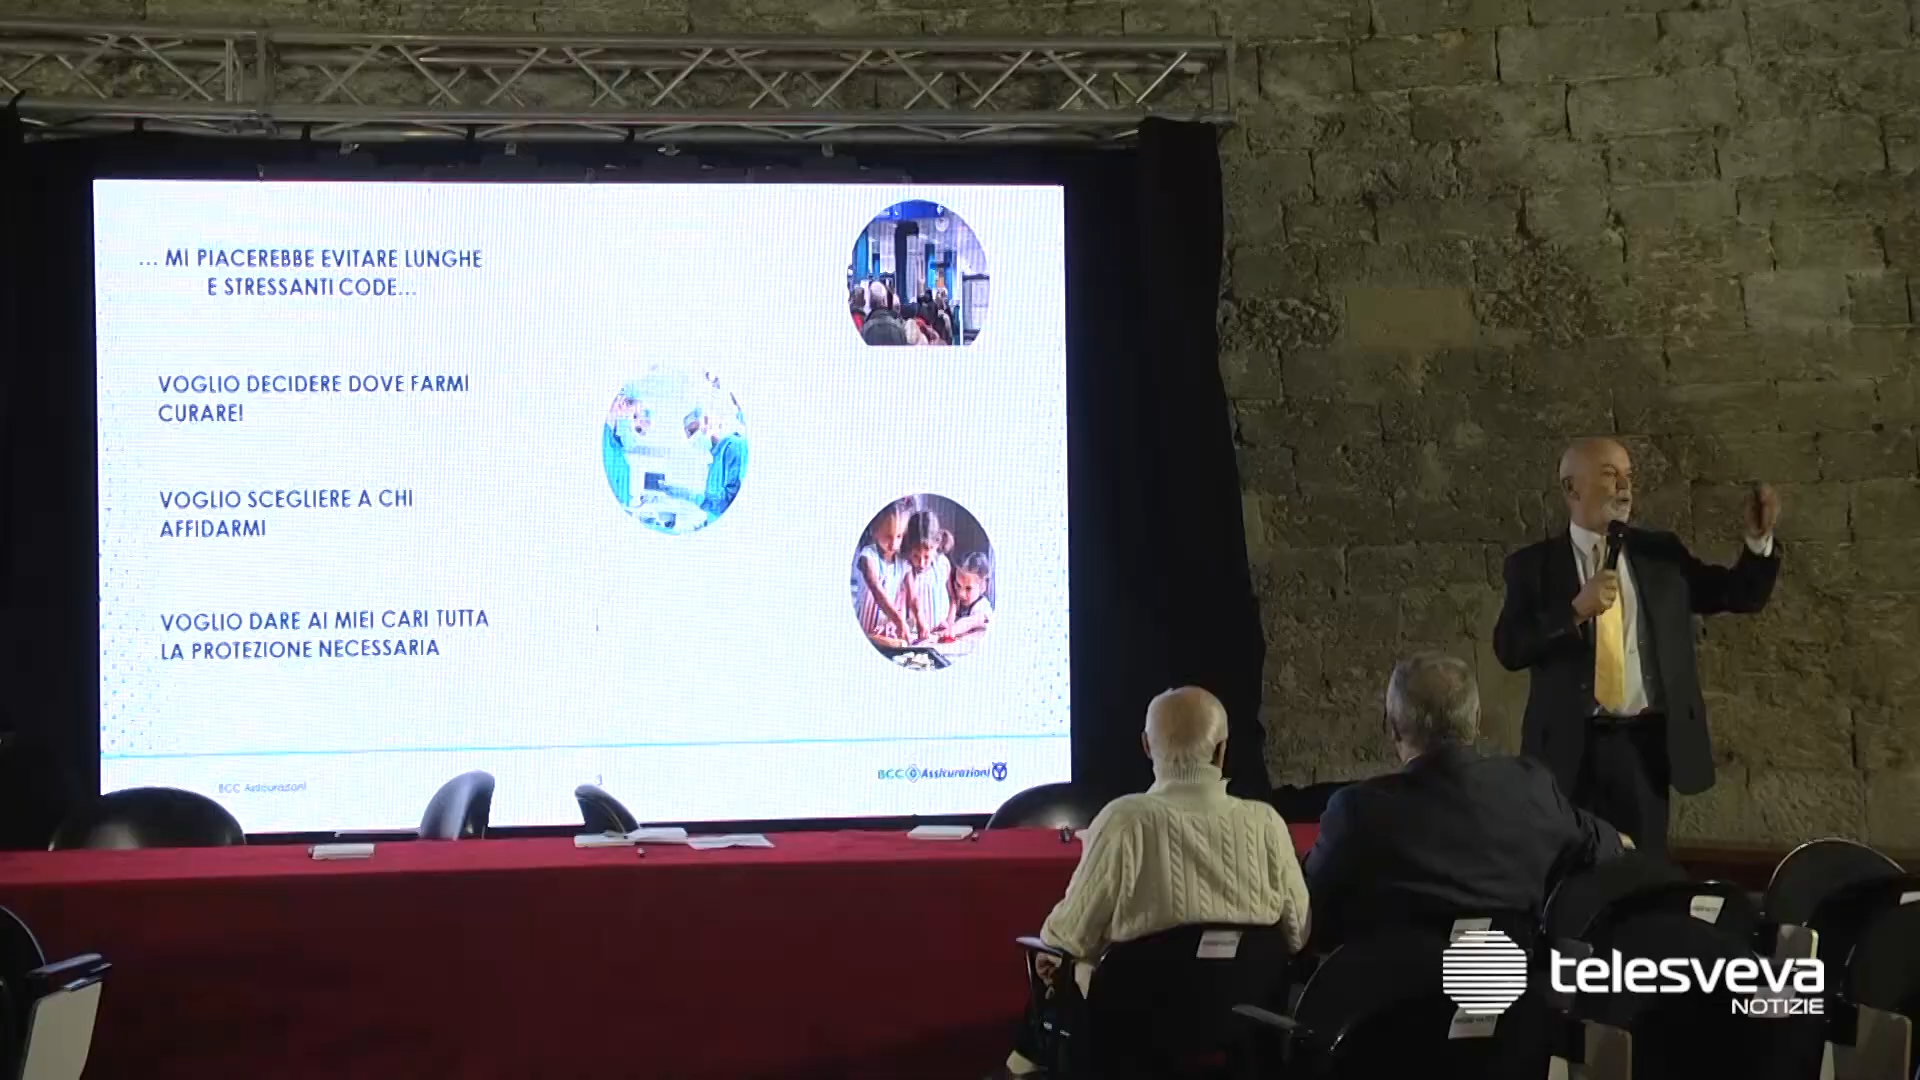 ... MI PIACEREBBE EVITARE LUNGHE
E STRESSANTI CODE...
VOGLIO DECIDERE DOVE FARMI
CURARE!
VOGLIO SCEGLIERE A CHI
AFFIDARMI
VOGLIO DARE AI MIEI CARI TUTTA
LA PROTEZIONE NECESSARIA
BCC Assicurazioni
3
BCC Assicurazioni
telesveva
NOTIZIE